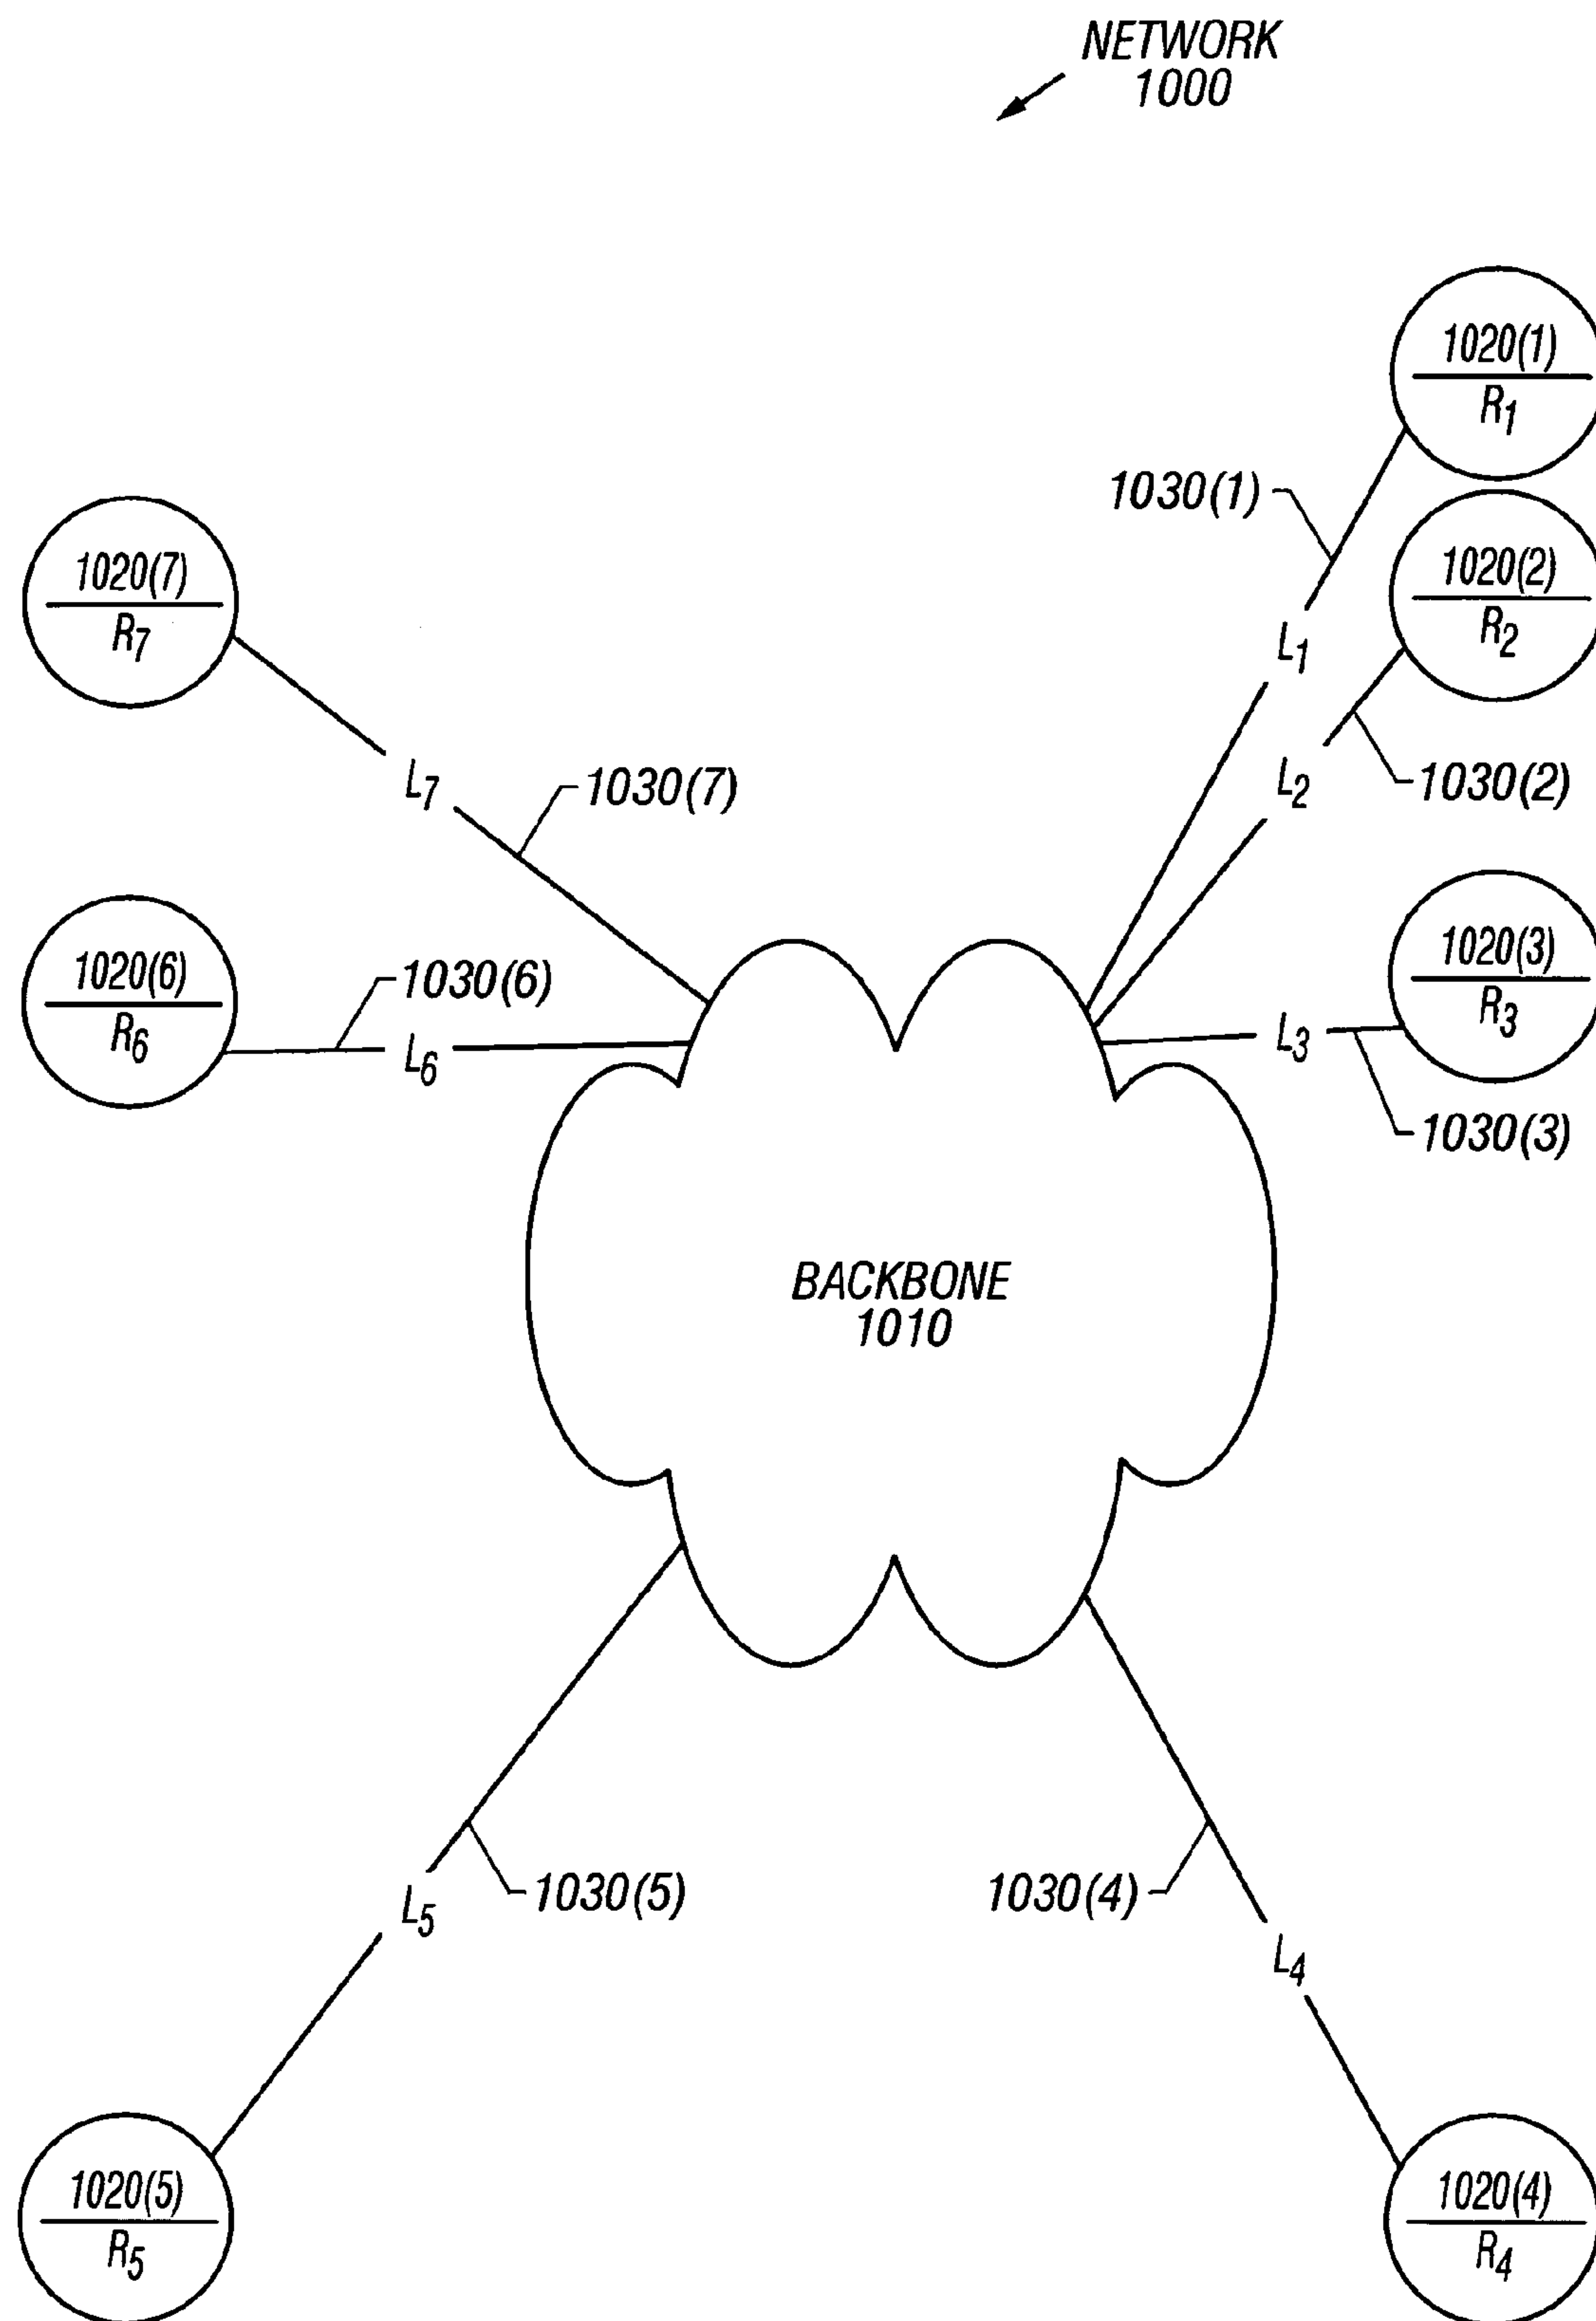 NETWORK
1000
1020(1)
R1
1030(1)
1020(7)
R7
1020(2)
R2
L1
L7
1030(7)
L2
1030(2)
1020(6)
R6
1030(6)
L6
1020(3)
R3
L3
1030(3)
BACKBONE
1010
L5
1030(5)
1030(4)
L4
1020(5)
R5
1020(4)
R4